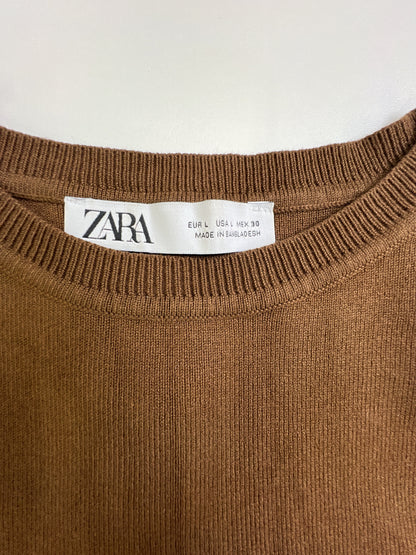 ZARA
EUR L USA L MEX 30
MADE IN BANGLADESH